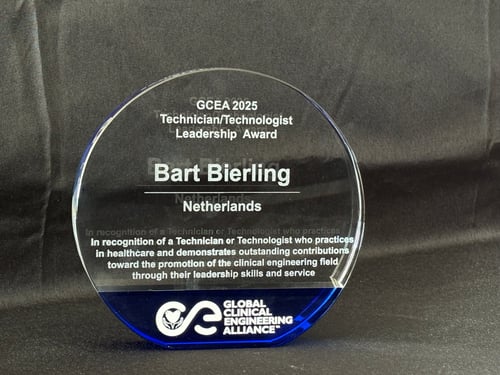 GCEA 2025
Technician/Technologist
Leadership Award
Bart Bierling
Netherlands
In recognition of a Technician or Technologist who practices
in healthcare and demonstrates outstanding contributions
toward the promotion of the clinical engineering field
through their leadership skills and service
GLOBAL
CLINICAL
ENGINEERING
ALLIANCE™